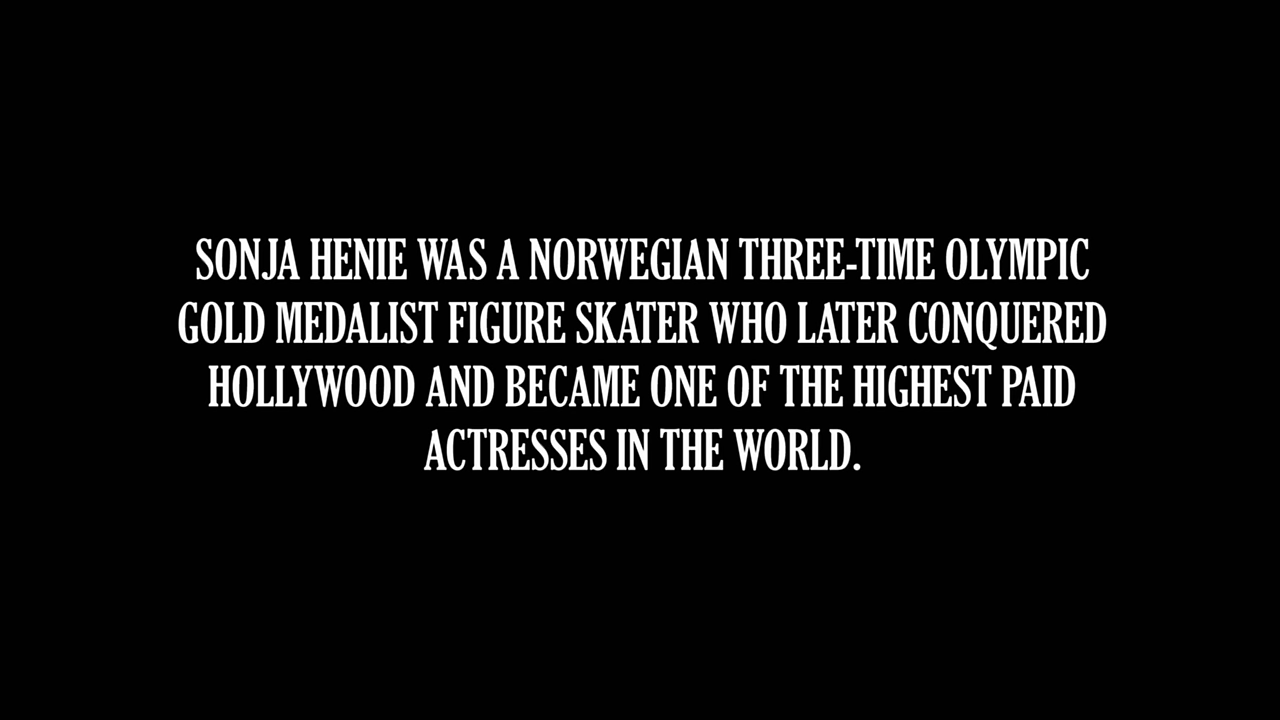 SONJA HENIE WAS A NORWEGIAN THREE-TIME OLYMPIC
GOLD MEDALIST FIGURE SKATER WHO LATER CONQUERED
HOLLYWOOD AND BECAME ONE OF THE HIGHEST PAID
ACTRESSES IN THE WORLD.